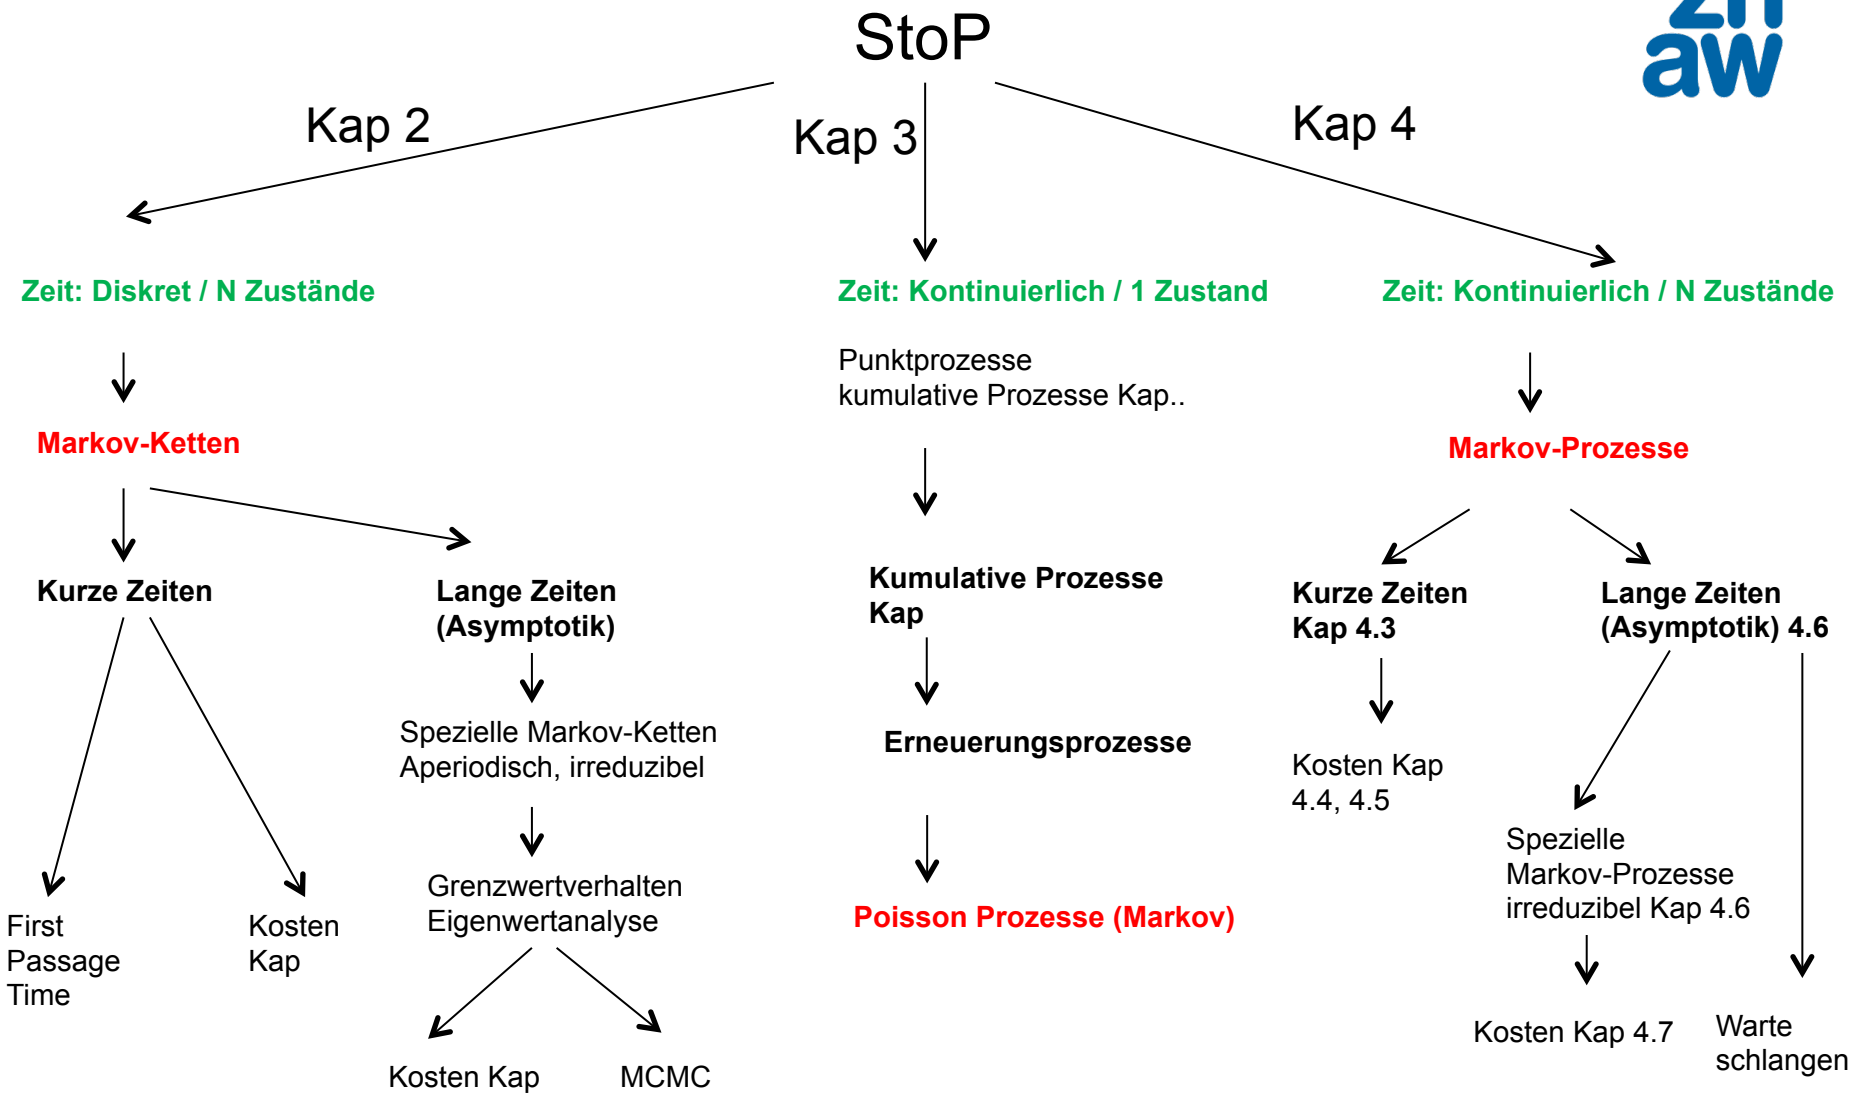 StoP
zh
aw
Kap 2
Kap 3
Kap 4
Zeit: Diskret / N Zustände
Zeit: Kontinuierlich / 1 Zustand
Zeit: Kontinuierlich / N Zustände
Punktprozesse
kumulative Prozesse Kap..
Markov-Ketten
Markov-Prozesse
Kurze Zeiten
Lange Zeiten
(Asymptotik)
Kumulative Prozesse
Kap
Kurze Zeiten
Kap 4.3
Lange Zeiten
(Asymptotik) 4.6
Spezielle Markov-Ketten
Aperiodisch, irreduzibel
Erneuerungsprozesse
Kosten Kap
4.4, 4.5
Spezielle
Markov-Prozesse
irreduzibel Kap 4.6
Grenzwertverhalten
Eigenwertanalyse
Poisson Prozesse (Markov)
First
Passage
Time
Kosten
Kap
Kosten Kap 4.7
Warte
schlangen
Kosten Kap
MCMC